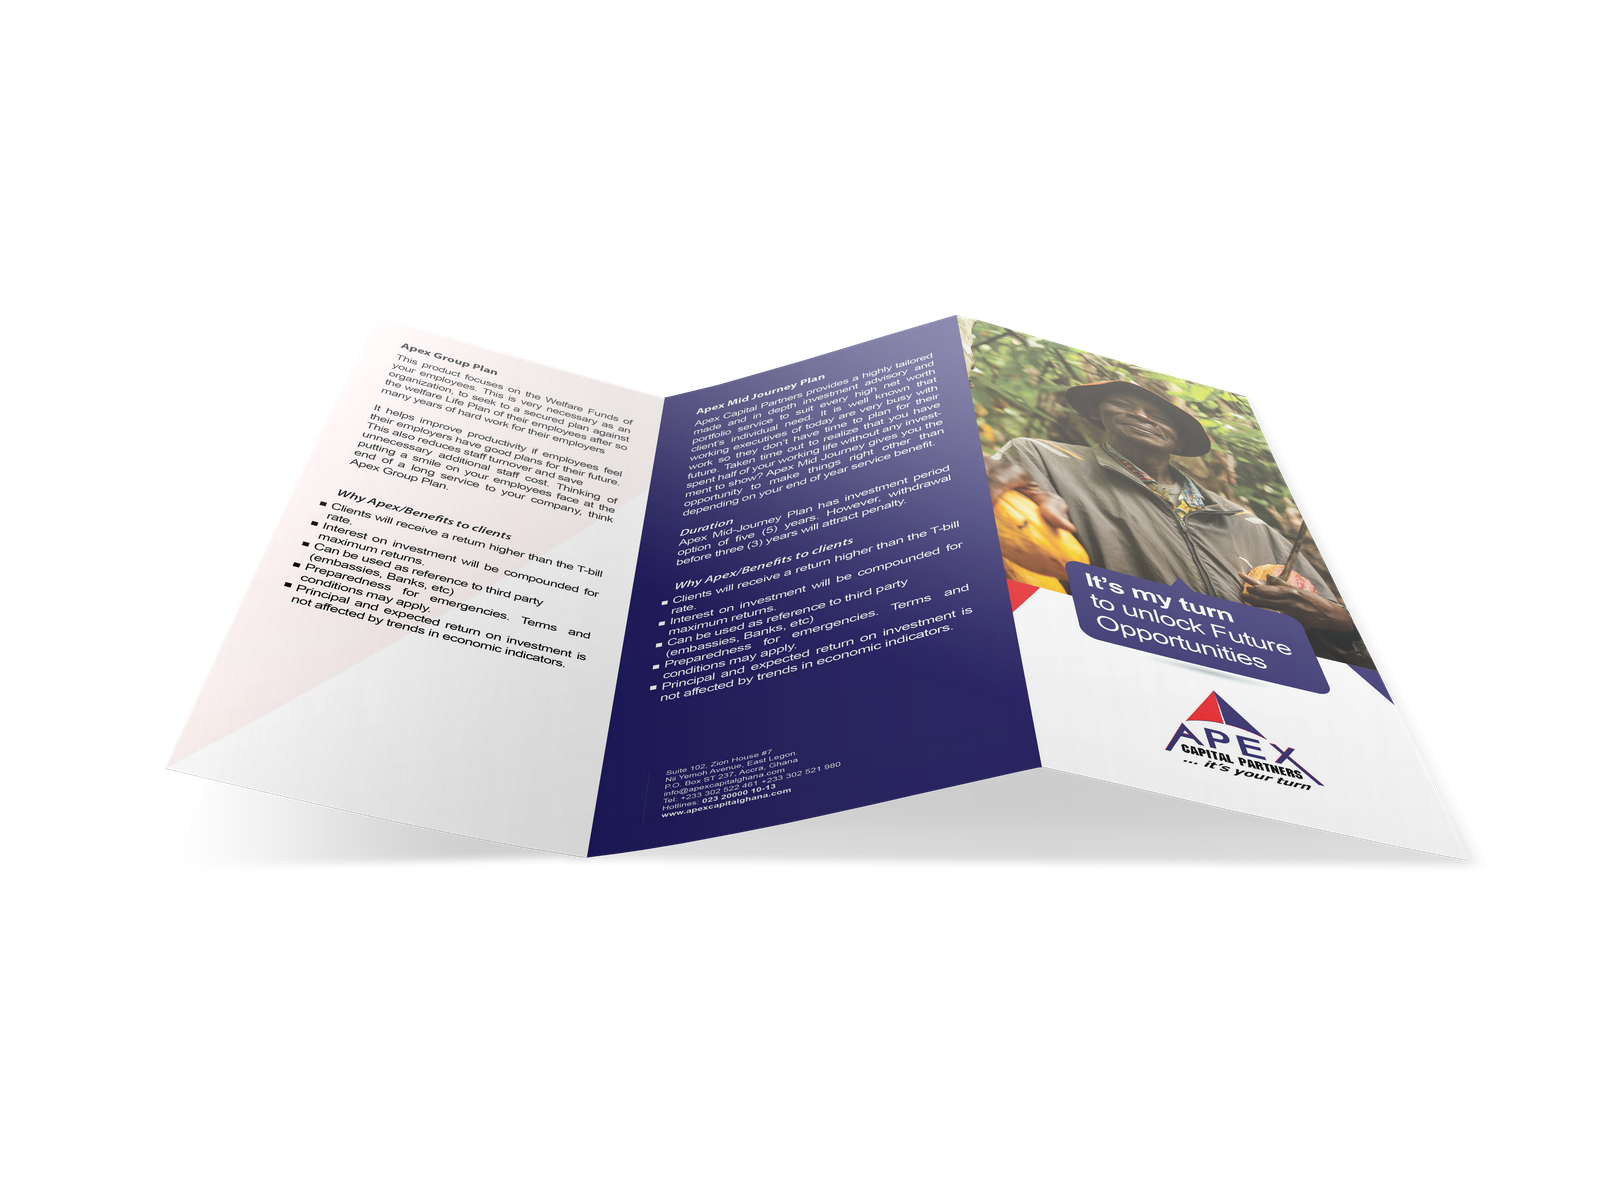 Apex Group Plan
This product focuses on the Welfare Funds of
your employees. This is very necessary as an
organization, to seek to a secured plan against
the welfare Life Plan of their employees after so
many years of hard work for their employers
It helps improve productivity if employees feel
their employers have good plans for their future.
This also reduces staff turnover and save
unnecessary additional staff cost. Thinking of
putting a smile on your employees face at the
end of a long service to your company, think
Apex Group Plan.
Why Apex/Benefits to clients
▪ Clients will receive a return higher than the T-bill
rate.
▪ Interest on investment will be compounded for
maximum returns.
▪ Can be used as reference to third party
(embassies, Banks, etc)
▪ Preparedness for emergencies. Terms and
conditions may apply.
▪ Principal and expected return on investment is
not affected by trends in economic indicators.
Apex Mid Journey Plan
Apex Capital Partners provides a highly tailored
made and in depth investment advisory and
portfolio service to suit every high net worth
client's individual need. It is well known that
working executives of today are very busy with
work so they don't have time to plan for their
future. Taken time out to realize that you have
spent half of your working life without any invest-
ment to show? Apex Mid Journey gives you the
opportunity to make things right other than
depending on your end of year service benefit.
Duration
Apex Mid-Journey Plan has investment period
option of five (5) years. However, withdrawal
before three (3) years will attract penalty.
Why Apex/Benefits to clients
▪ Clients will receive a return higher than the T-bill
rate.
▪ Interest on investment will be compounded for
maximum returns.
▪ Can be used as reference to third party
(embassies, Banks, etc)
▪ Preparedness for emergencies. Terms and
conditions may apply.
▪ Principal and expected return on investment is
not affected by trends in economic indicators.
Suite 102, Zion House #7
Nii Yemoh Avenue, East Legon.
P.O. Box ST 237, Accra, Ghana
info@apexcapitalghana.com
Tel: +233 302 522 461 +233 302 521 980
Hotlines: 023 20000 10-13
www.apexcapitalghana.com
It's my turn
to unlock Future
Opportunities
APEX
CAPITAL PARTNERS
... it's your turn